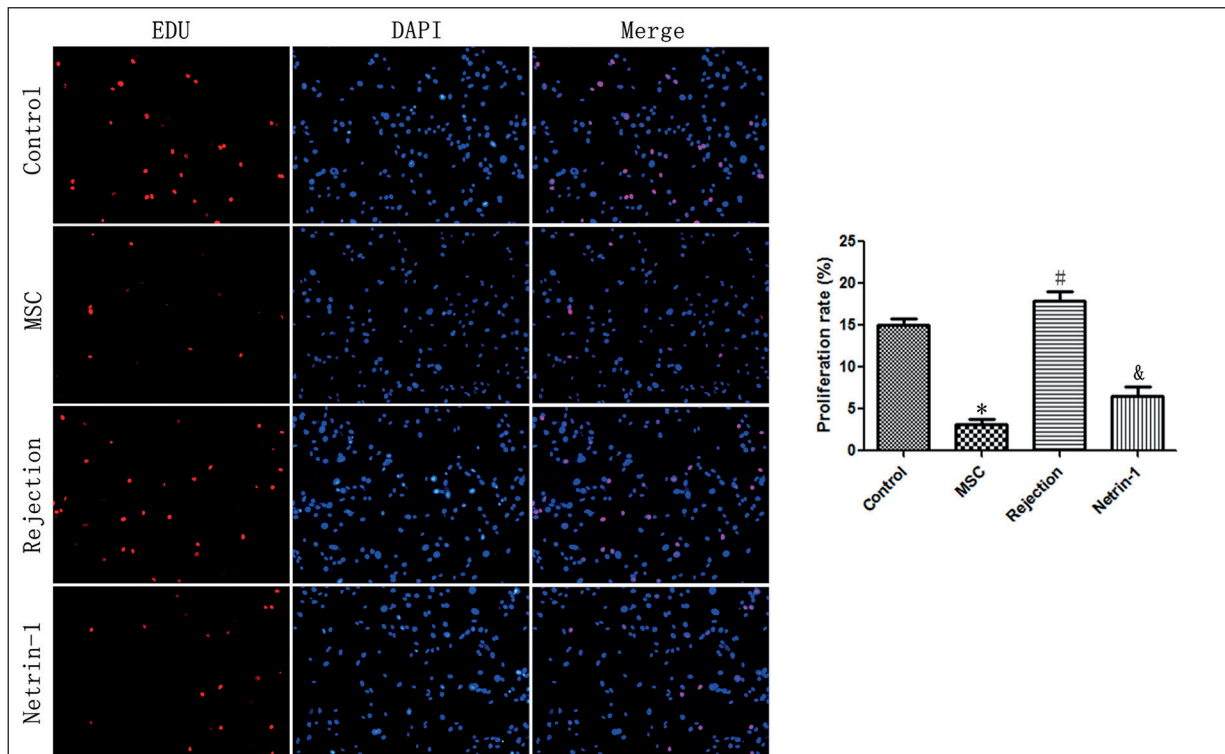 EDU DAPI Merge
Control
MSC
Rejection
Netrin-1
Proliferation rate (%)
25
20
15
10
5
0
*
#
&
Control
MSC
Rejection
Netrin-1